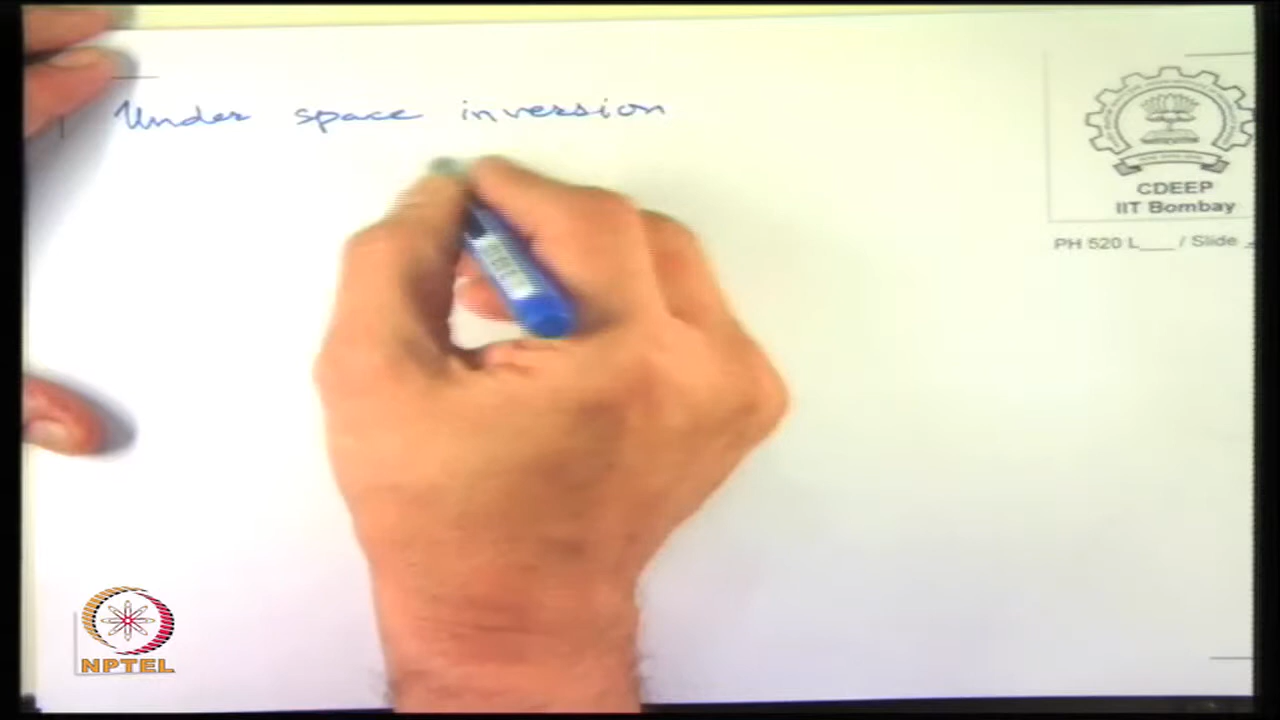 Under space inversion
CDEEP
IIT Bombay
PH 520 L___ / Slide
NPTEL